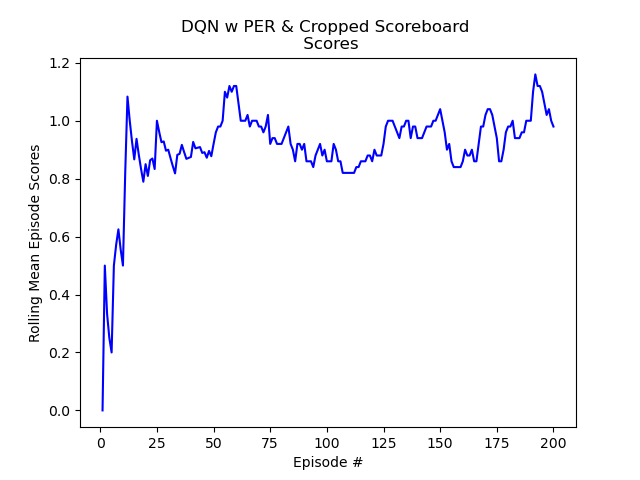 DQN w PER & Cropped Scoreboard
Scores
Rolling Mean Episode Scores
1.2
1.0
0.8
0.6
0.4
0.2
0.0
0 25 50 75 100 125 150 175 200
Episode #